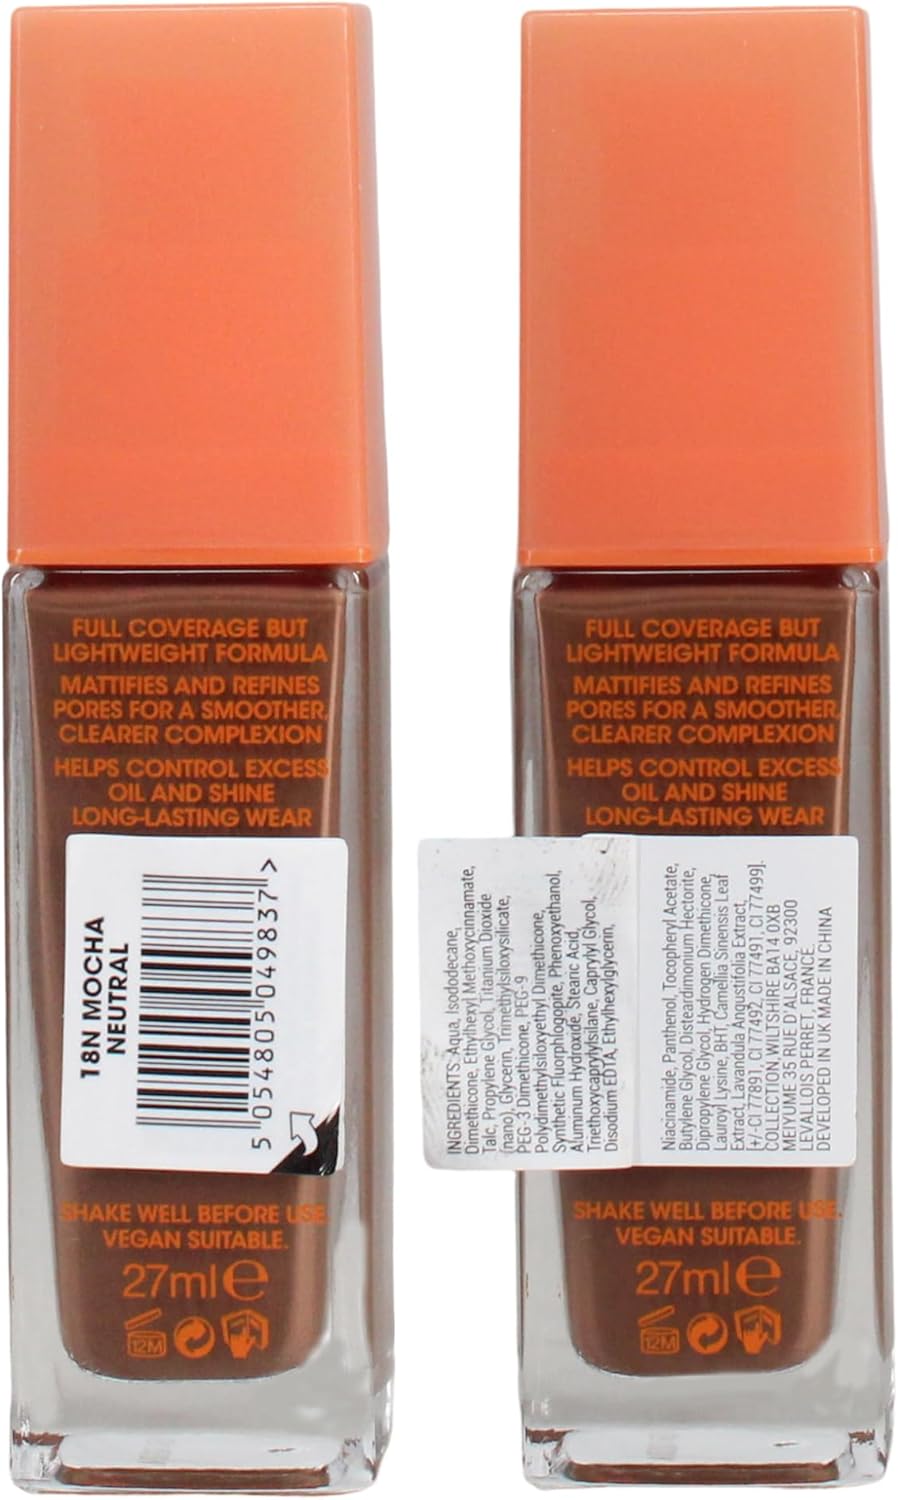 FULL COVERAGE BUT
LIGHTWEIGHT FORMULA
MATTIFIES AND REFINES
PORES FOR A SMOOTHER,
CLEARER COMPLEXION
HELPS CONTROL EXCESS
OIL AND SHINE
LONG-LASTING WEAR
18N MOCHA
NEUTRAL
5 054805 049837 >
SHAKE WELL BEFORE USE.
VEGAN SUITABLE.
27ml e
12M
FULL COVERAGE BUT
LIGHTWEIGHT FORMULA
MATTIFIES AND REFINES
PORES FOR A SMOOTHER,
CLEARER COMPLEXION
HELPS CONTROL EXCESS
OIL AND SHINE
LONG-LASTING WEAR
INGREDIENTS: Aqua, Isododecane,
Dimethicone, Ethylhexyl Methoxycinnamate,
Talc, Propylene Glycol, Titanium Dioxide
(nano), Glycerin, Trimethylsiloxysilicate,
PEG-3 Dimethicone, PEG-9
Polydimethylsiloxyethyl Dimethicone,
Synthetic Fluorphlogopite, Phenoxyethanol,
Aluminum Hydroxide, Stearic Acid,
Triethoxycaprylylsilane, Caprylyl Glycol,
Disodium EDTA, Ethylhexylglycerin,
Niacinamide, Panthenol, Tocopheryl Acetate,
Butylene Glycol, Disteardimonium Hectorite,
Dipropylene Glycol, Hydrogen Dimethicone,
Lauroyl Lysine, BHT, Camellia Sinensis Leaf
Extract, Lavandula Angustifolia Extract,
[+/- CI 77891, CI 77492, CI 77491, CI 77499].
COLLECTION WILTSHIRE BA14 0XB
MEIYUME 35 RUE D'ALSACE, 92300
LEVALLOIS PERRET, FRANCE
DEVELOPED IN UK MADE IN CHINA
SHAKE WELL BEFORE USE.
VEGAN SUITABLE.
27ml e
12M